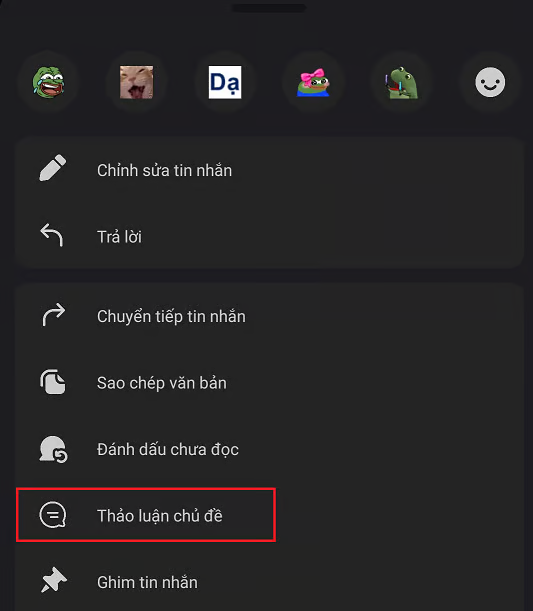 Dạ
Chỉnh sửa tin nhắn
Trả lời
Chuyển tiếp tin nhắn
Sao chép văn bản
Đánh dấu chưa đọc
Thảo luận chủ đề
Ghim tin nhắn